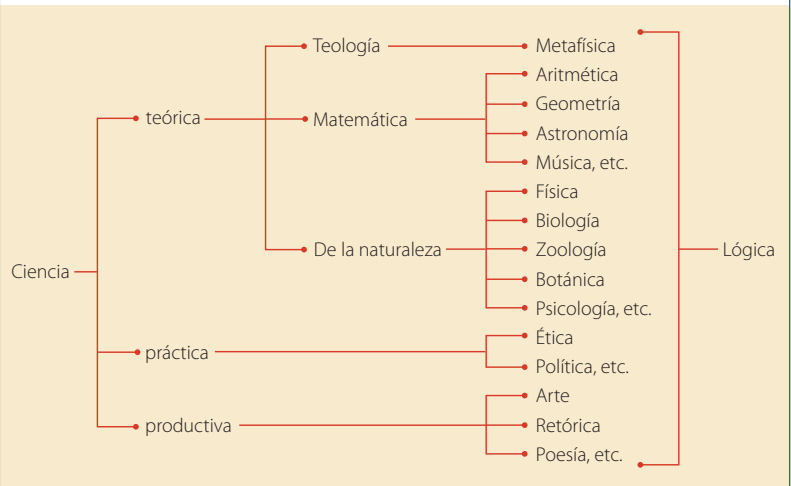 Ciencia
teórica
Teología
Metafísica
Matemática
Aritmética
Geometría
Astronomía
Música, etc.
De la naturaleza
Física
Biología
Zoología
Botánica
Psicología, etc.
práctica
Ética
Política, etc.
productiva
Arte
Retórica
Poesía, etc.
Lógica